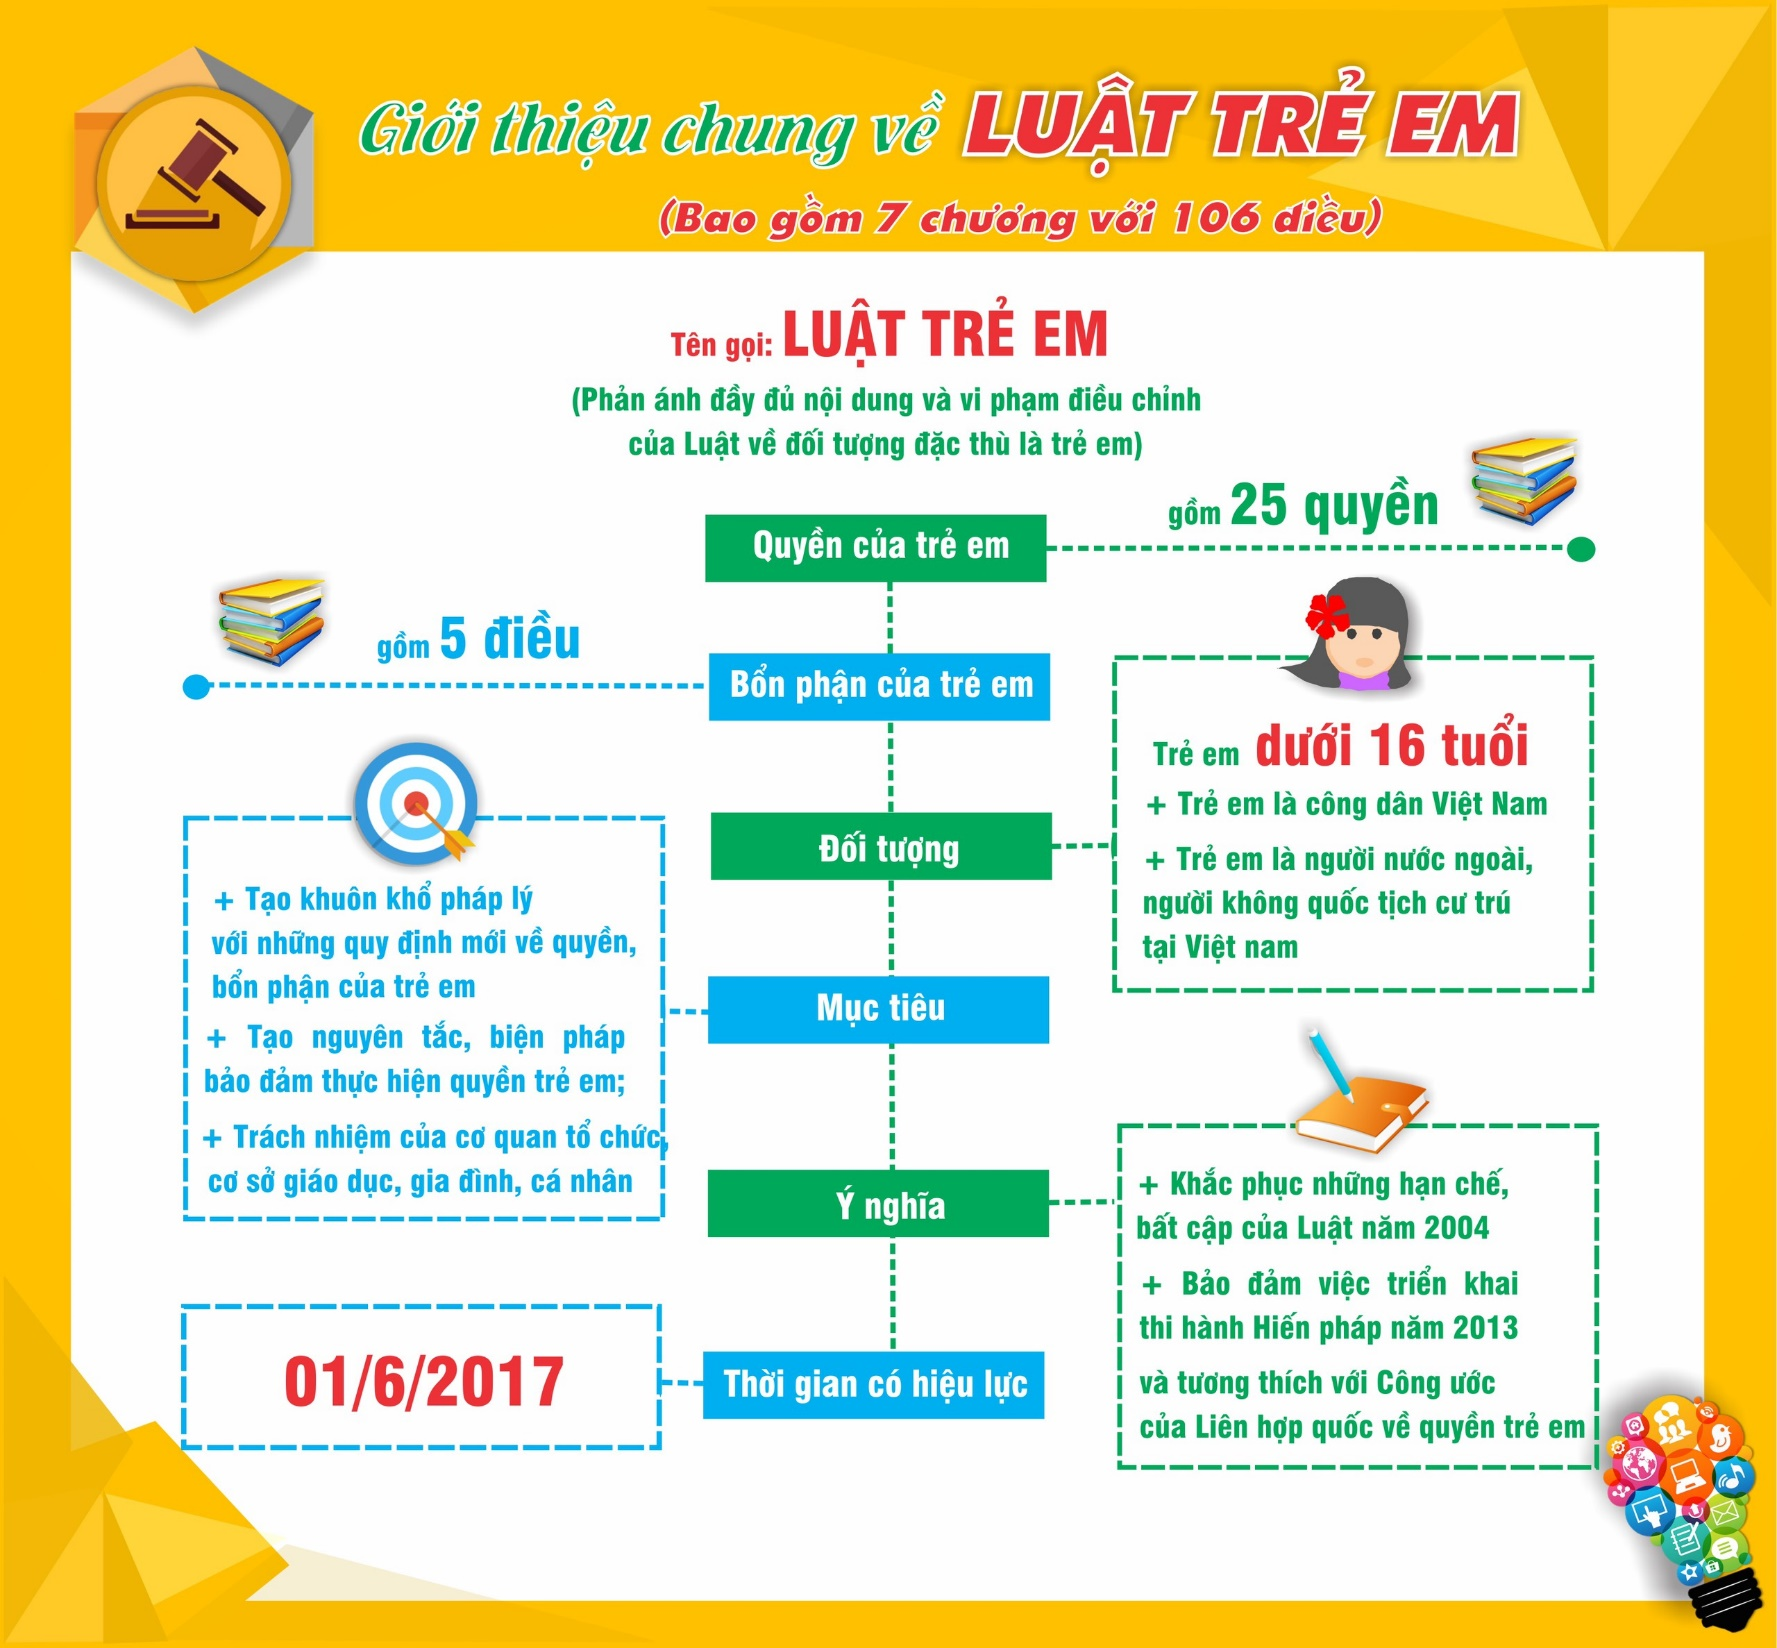 Giới thiệu chung về LUẬT TRẺ EM
(Bao gồm 7 chương với 106 điều)
Tên gọi: LUẬT TRẺ EM
(Phản ánh đầy đủ nội dung và vi phạm điều chỉnh
của Luật về đối tượng đặc thù là trẻ em)
Quyền của trẻ em
gồm 25 quyền
gồm 5 điều
Bổn phận của trẻ em
Đối tượng
Trẻ em dưới 16 tuổi
+ Trẻ em là công dân Việt Nam
+ Trẻ em là người nước ngoài,
người không quốc tịch cư trú
tại Việt nam
+ Tạo khuôn khổ pháp lý
với những quy định mới về quyền,
bổn phận của trẻ em
+ Tạo nguyên tắc, biện pháp
bảo đảm thực hiện quyền trẻ em;
+ Trách nhiệm của cơ quan tổ chức,
cơ sở giáo dục, gia đình, cá nhân
Mục tiêu
Ý nghĩa
+ Khắc phục những hạn chế,
bất cập của Luật năm 2004
+ Bảo đảm việc triển khai
thi hành Hiến pháp năm 2013
và tương thích với Công ước
của Liên hợp quốc về quyền trẻ em
01/6/2017
Thời gian có hiệu lực